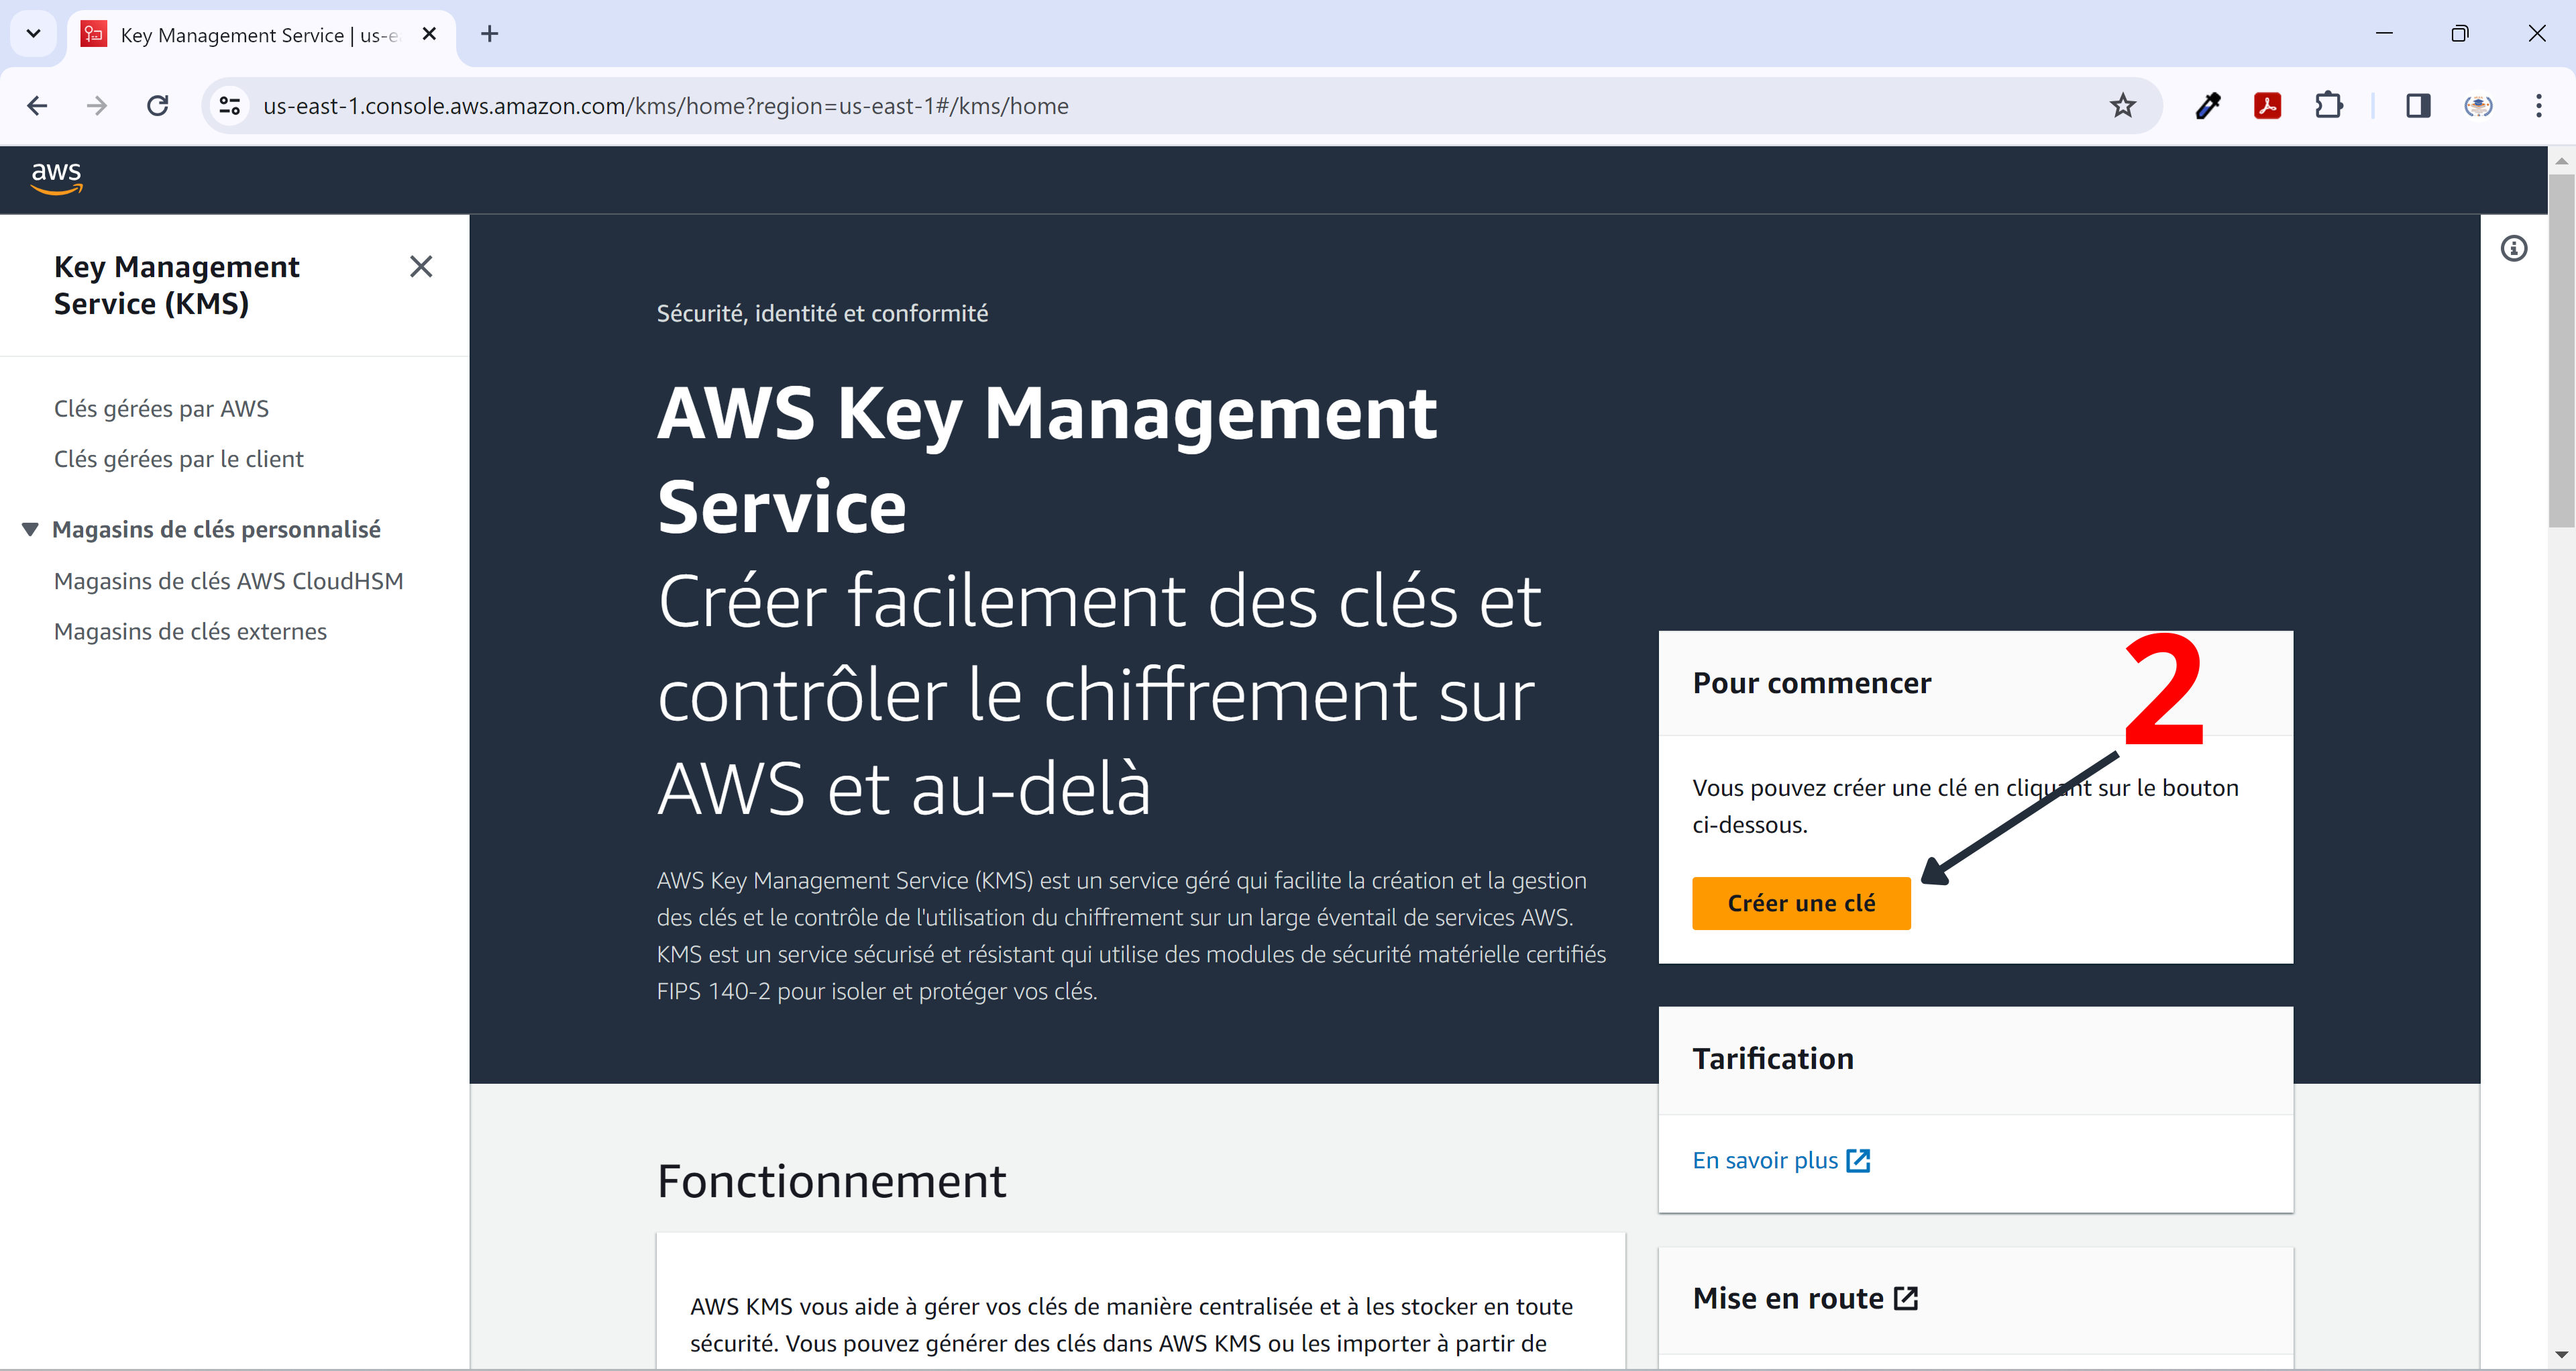 Key Management Service | us-e
us-east-1.console.aws.amazon.com/kms/home?region=us-east-1#/kms/home
aws
Key Management
Service (KMS)
Clés gérées par AWS
Clés gérées par le client
Magasins de clés personnalisé
Magasins de clés AWS CloudHSM
Magasins de clés externes
Sécurité, identité et conformité
AWS Key Management
Service
Créer facilement des clés et
contrôler le chiffrement sur
AWS et au-delà
AWS Key Management Service (KMS) est un service géré qui facilite la création et la gestion
des clés et le contrôle de l'utilisation du chiffrement sur un large éventail de services AWS.
KMS est un service sécurisé et résistant qui utilise des modules de sécurité matérielle certifiés
FIPS 140-2 pour isoler et protéger vos clés.
Pour commencer
2
Vous pouvez créer une clé en cliquant sur le bouton
ci-dessous.
Créer une clé
Tarification
En savoir plus
Mise en route
Fonctionnement
AWS KMS vous aide à gérer vos clés de manière centralisée et à les stocker en toute
sécurité. Vous pouvez générer des clés dans AWS KMS ou les importer à partir de